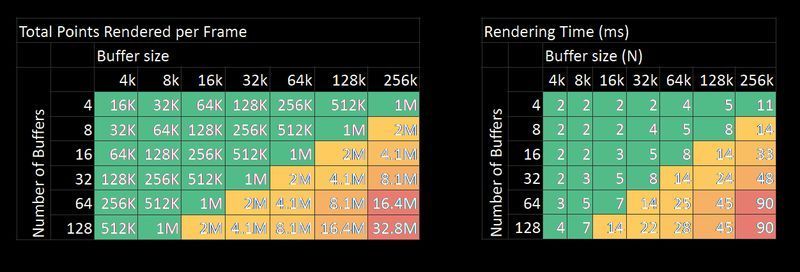 Total Points Rendered per Frame
Buffer size
4k 8k 16k 32k 64k 128k 256k
Number of Buffers
4 16K 32K 64K 128K 256K 512K 1M
8 32K 64K 128K 256K 512K 1M 2M
16 64K 128K 256K 512K 1M 2M 4.1M
32 128K 256K 512K 1M 2M 4.1M 8.1M
64 256K 512K 1M 2M 4.1M 8.1M 16.4M
128 512K 1M 2M 4.1M 8.1M 16.4M 32.8M
Rendering Time (ms)
Buffer size (N)
4k 8k 16k 32k 64k 128k 256k
Number of Buffers
4 2 2 2 2 4 5 11
8 2 2 2 4 5 8 14
16 2 2 3 5 8 14 33
32 2 3 5 8 14 24 48
64 3 5 7 14 25 45 90
128 4 7 14 22 28 45 90